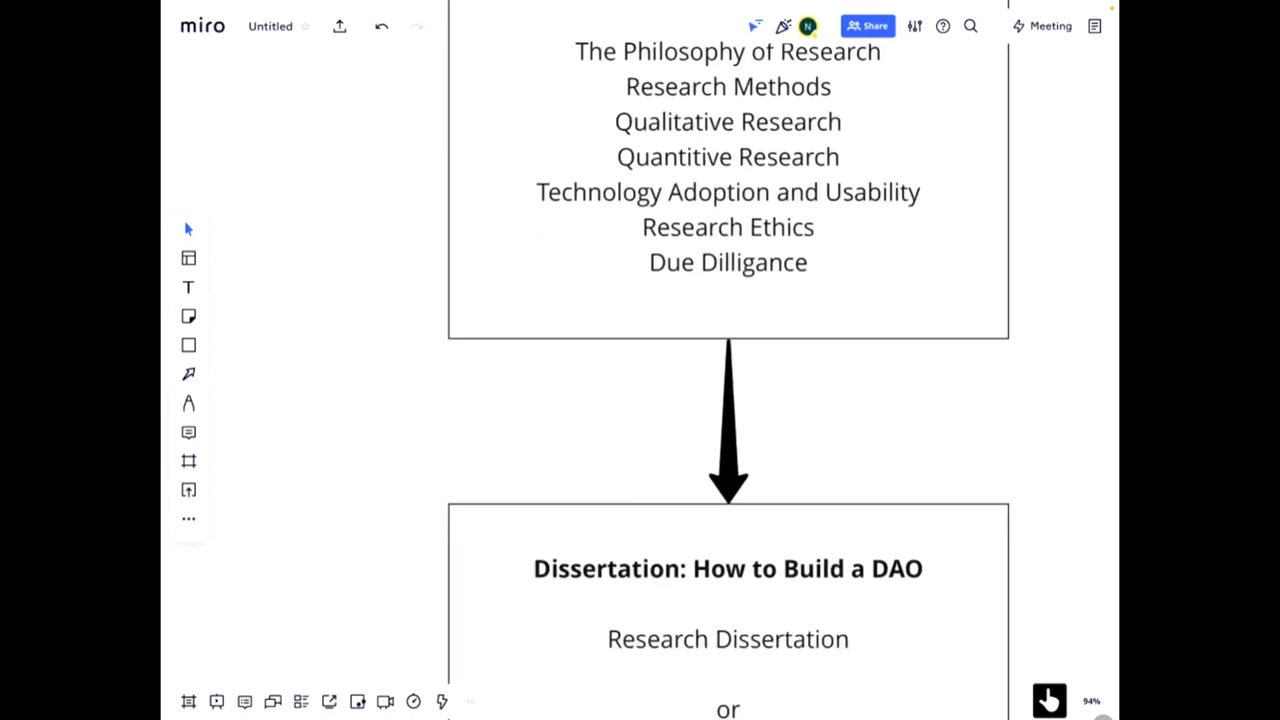 miro Untitled Share Meeting
N
The Philosophy of Research
Research Methods
Qualitative Research
Quantitive Research
Technology Adoption and Usability
Research Ethics
Due Dilligance
Dissertation: How to Build a DAO
Research Dissertation
or
94%